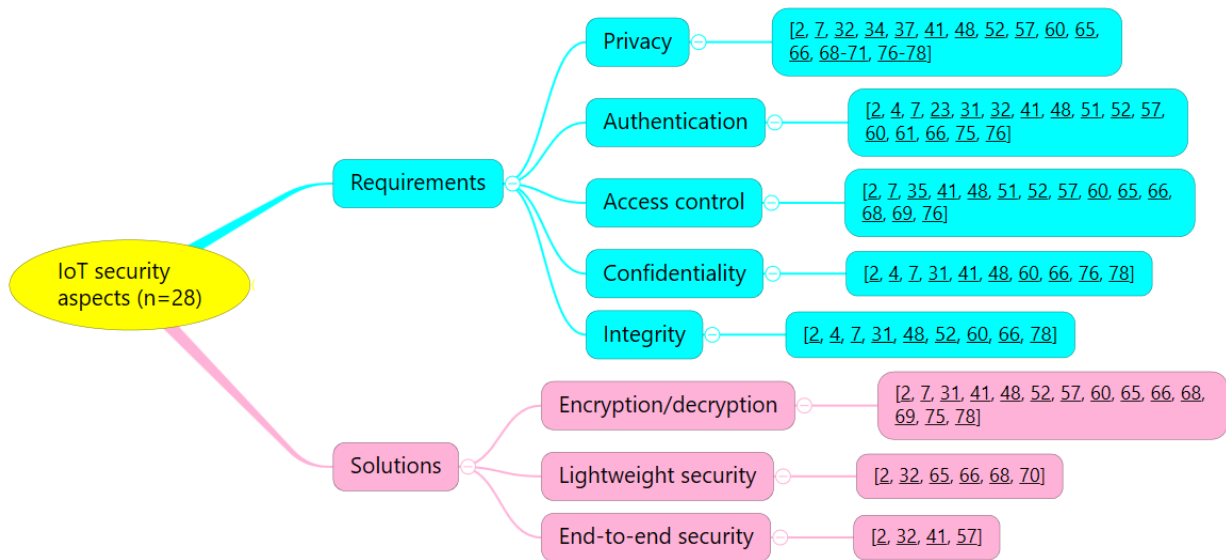 Privacy
[2, 7, 32, 34, 37, 41, 48, 52, 57, 60, 65,
66, 68-71, 76-78]
Authentication
[2, 4, 7, 23, 31, 32, 41, 48, 51, 52, 57,
60, 61, 66, 75, 76]
Requirements
Access control
[2, 7, 35, 41, 48, 51, 52, 57, 60, 65, 66,
68, 69, 76]
IoT security
aspects (n=28)
Confidentiality
[2, 4, 7, 31, 41, 48, 60, 66, 76, 78]
Integrity
[2, 4, 7, 31, 48, 52, 60, 66, 78]
Encryption/decryption
[2, 7, 31, 41, 48, 52, 57, 60, 65, 66, 68,
69, 75, 78]
Solutions
Lightweight security
[2, 32, 65, 66, 68, 70]
End-to-end security
[2, 32, 41, 57]